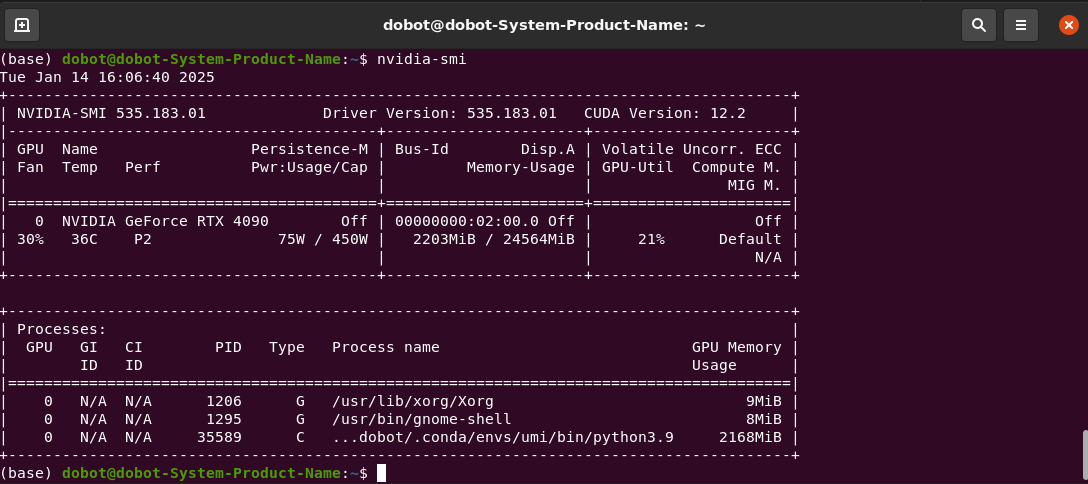 dobot@dobot-System-Product-Name: ~
(base) dobot@dobot-System-Product-Name:~$ nvidia-smi
Tue Jan 14 16:06:40 2025
+---------------------------------------------------------------------------------------+
| NVIDIA-SMI 535.183.01             Driver Version: 535.183.01   CUDA Version: 12.2     |
|-----------------------------------------+----------------------+----------------------+
| GPU  Name                 Persistence-M | Bus-Id        Disp.A | Volatile Uncorr. ECC |
| Fan  Temp   Perf          Pwr:Usage/Cap |         Memory-Usage | GPU-Util  Compute M. |
|                                         |                      |               MIG M. |
|=========================================+======================+======================|
|   0  NVIDIA GeForce RTX 4090        Off | 00000000:02:00.0 Off |                  Off |
| 30%   36C    P2              75W / 450W |   2203MiB / 24564MiB |     21%      Default |
|                                         |                      |                  N/A |
+-----------------------------------------+----------------------+----------------------+

+---------------------------------------------------------------------------------------+
| Processes:                                                                            |
|  GPU   GI   CI        PID   Type   Process name                            GPU Memory |
|        ID   ID                                                             Usage      |
|=======================================================================================|
|    0   N/A  N/A      1206      G   /usr/lib/xorg/Xorg                            9MiB |
|    0   N/A  N/A      1295      G   /usr/bin/gnome-shell                          8MiB |
|    0   N/A  N/A     35589      C   ...dobot/.conda/envs/umi/bin/python3.9     2168MiB |
+---------------------------------------------------------------------------------------+
(base) dobot@dobot-System-Product-Name:~$